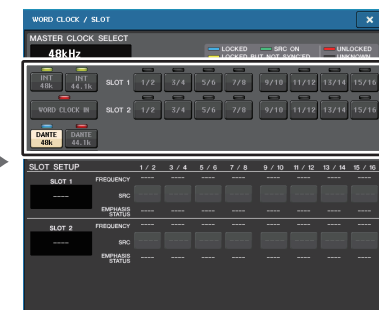 WORD CLOCK / SLOT
MASTER CLOCK SELECT
48kHz
LOCKED SRC ON UNLOCKED
LOCKED BUT NOT SYNC'ED UNKNOWN
INT 48k INT 44.1k SLOT 1 1/2 3/4 5/6 7/8 9/10 11/12 13/14 15/16
WORD CLOCK IN SLOT 2 1/2 3/4 5/6 7/8 9/10 11/12 13/14 15/16
DANTE 48k DANTE 44.1k
SLOT SETUP 1 / 2 3 / 4 5 / 6 7 / 8 9 / 10 11 / 12 13 / 14 15 / 16
SLOT 1 FREQUENCY ---- ---- ---- ---- ---- ---- ---- ----
---- SRC ---- ---- ---- ---- ---- ---- ---- ----
EMPHASIS STATUS ---- ---- ---- ---- ---- ---- ---- ----
SLOT 2 FREQUENCY ---- ---- ---- ---- ---- ---- ---- ----
---- SRC ---- ---- ---- ---- ---- ---- ---- ----
EMPHASIS STATUS ---- ---- ---- ---- ---- ---- ---- ----